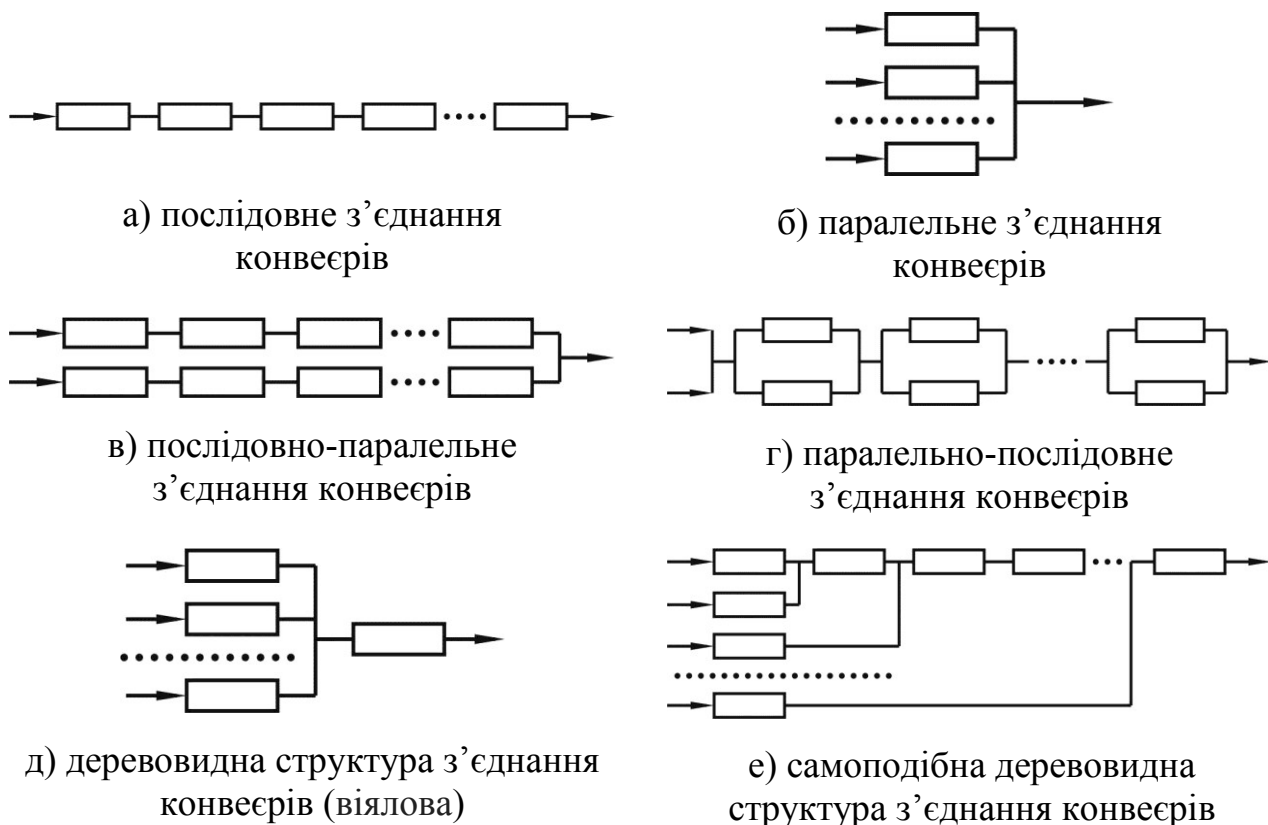 а) послідовне з’єднання
конвеєрів
б) паралельне з’єднання
конвеєрів
в) послідовно-паралельне
з’єднання конвеєрів
г) паралельно-послідовне
з’єднання конвеєрів
д) деревовидна структура з’єднання
конвеєрів (віялова)
е) самоподібна деревовидна
структура з’єднання конвеєрів